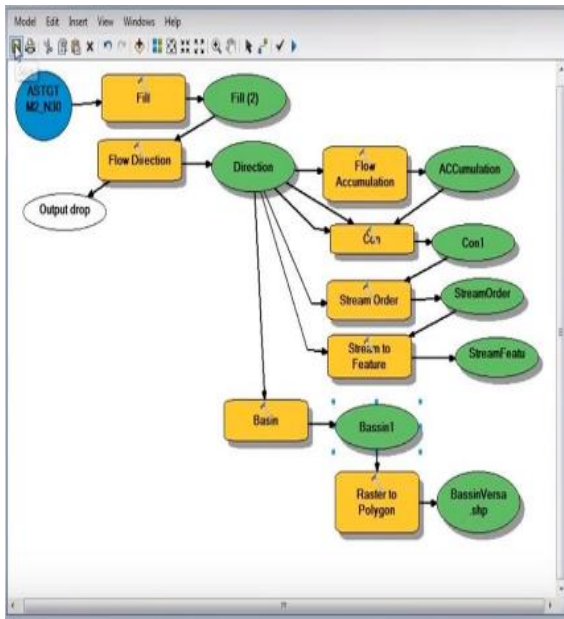 Model Edit Insert View Windows Help
ASTGT
M2_N30
Fill
Fill (2)
Flow Direction
Direction
Flow
Accumulation
ACCumulation
Output drop
Con
Con1
Stream Order
StreamOrder
Stream to
Feature
StreamFeatu
Basin
Bassin1
Raster to
Polygon
BassinVersa
.shp